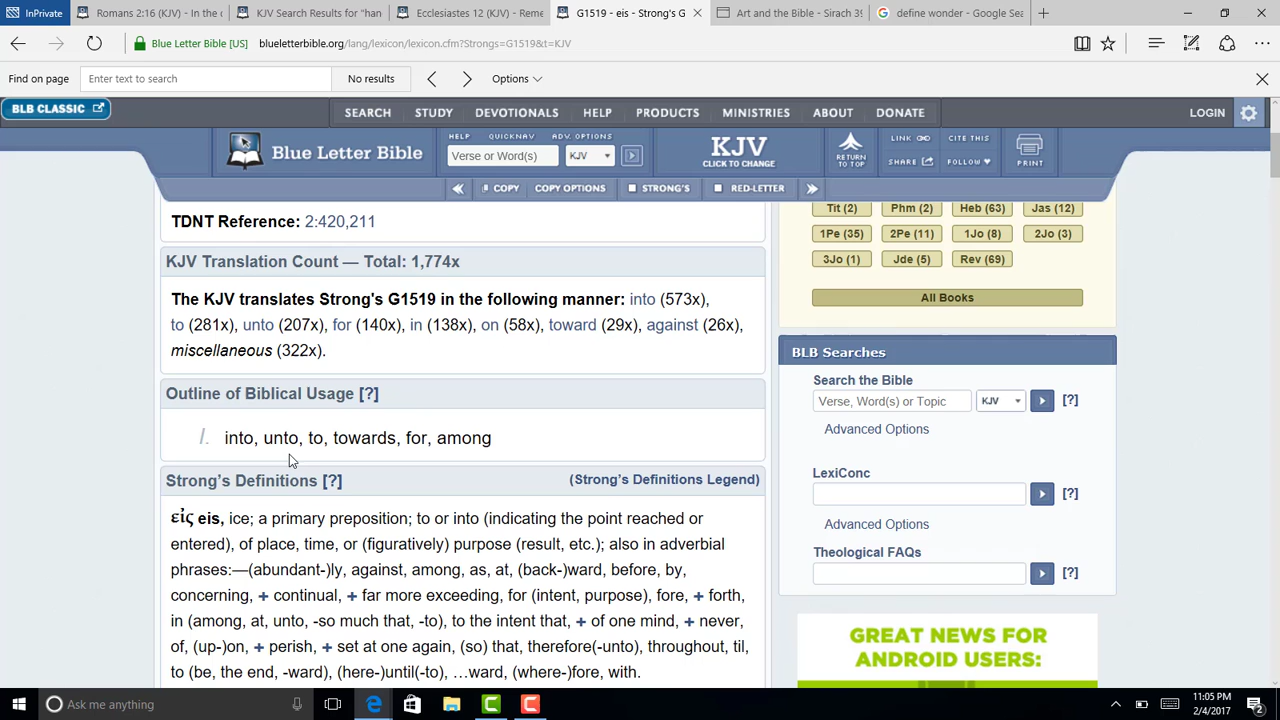 InPrivate
Romans 2:16 (KJV) - In the d
KJV Search Results for "han
Ecclesiastes 12 (KJV) - Reme
G1519 - eis - Strong's G
Art and the Bible - Sirach 39
define wonder - Google Sea
Blue Letter Bible [US]
blueletterbible.org/lang/lexicon/lexicon.cfm?Strongs=G1519&t=KJV
Find on page
Enter text to search
No results
Options
BLB CLASSIC
SEARCH
STUDY
DEVOTIONALS
HELP
PRODUCTS
MINISTRIES
ABOUT
DONATE
LOGIN
Blue Letter Bible
HELP
QUICKNAV
ADV. OPTIONS
Verse or Word(s)
KJV
KJV
CLICK TO CHANGE
RETURN
TO TOP
LINK
CITE THIS
SHARE
FOLLOW
PRINT
COPY
COPY OPTIONS
STRONG'S
RED-LETTER
TDNT Reference: 2:420,211
KJV Translation Count — Total: 1,774x
The KJV translates Strong's G1519 in the following manner: into (573x),
to (281x), unto (207x), for (140x), in (138x), on (58x), toward (29x), against (26x),
miscellaneous (322x).
Outline of Biblical Usage [?]
I. into, unto, to, towards, for, among
Strong's Definitions [?]
(Strong's Definitions Legend)
εἰς eis, ice; a primary preposition; to or into (indicating the point reached or
entered), of place, time, or (figuratively) purpose (result, etc.); also in adverbial
phrases:—(abundant-)ly, against, among, as, at, (back-)ward, before, by,
concerning, + continual, + far more exceeding, for (intent, purpose), fore, + forth,
in (among, at, unto, -so much that, -to), to the intent that, + of one mind, + never,
of, (up-)on, + perish, + set at one again, (so) that, therefore(-unto), throughout, til,
to (be, the end, -ward), (here-)until(-to), …ward, (where-)fore, with.
Tit (2)
Phm (2)
Heb (63)
Jas (12)
1Pe (35)
2Pe (11)
1Jo (8)
2Jo (3)
3Jo (1)
Jde (5)
Rev (69)
All Books
BLB Searches
Search the Bible
Verse, Word(s) or Topic
KJV
[?]
Advanced Options
LexiConc
[?]
Advanced Options
Theological FAQs
[?]
GREAT NEWS FOR
ANDROID USERS:
Ask me anything
11:05 PM
2/4/2017
2